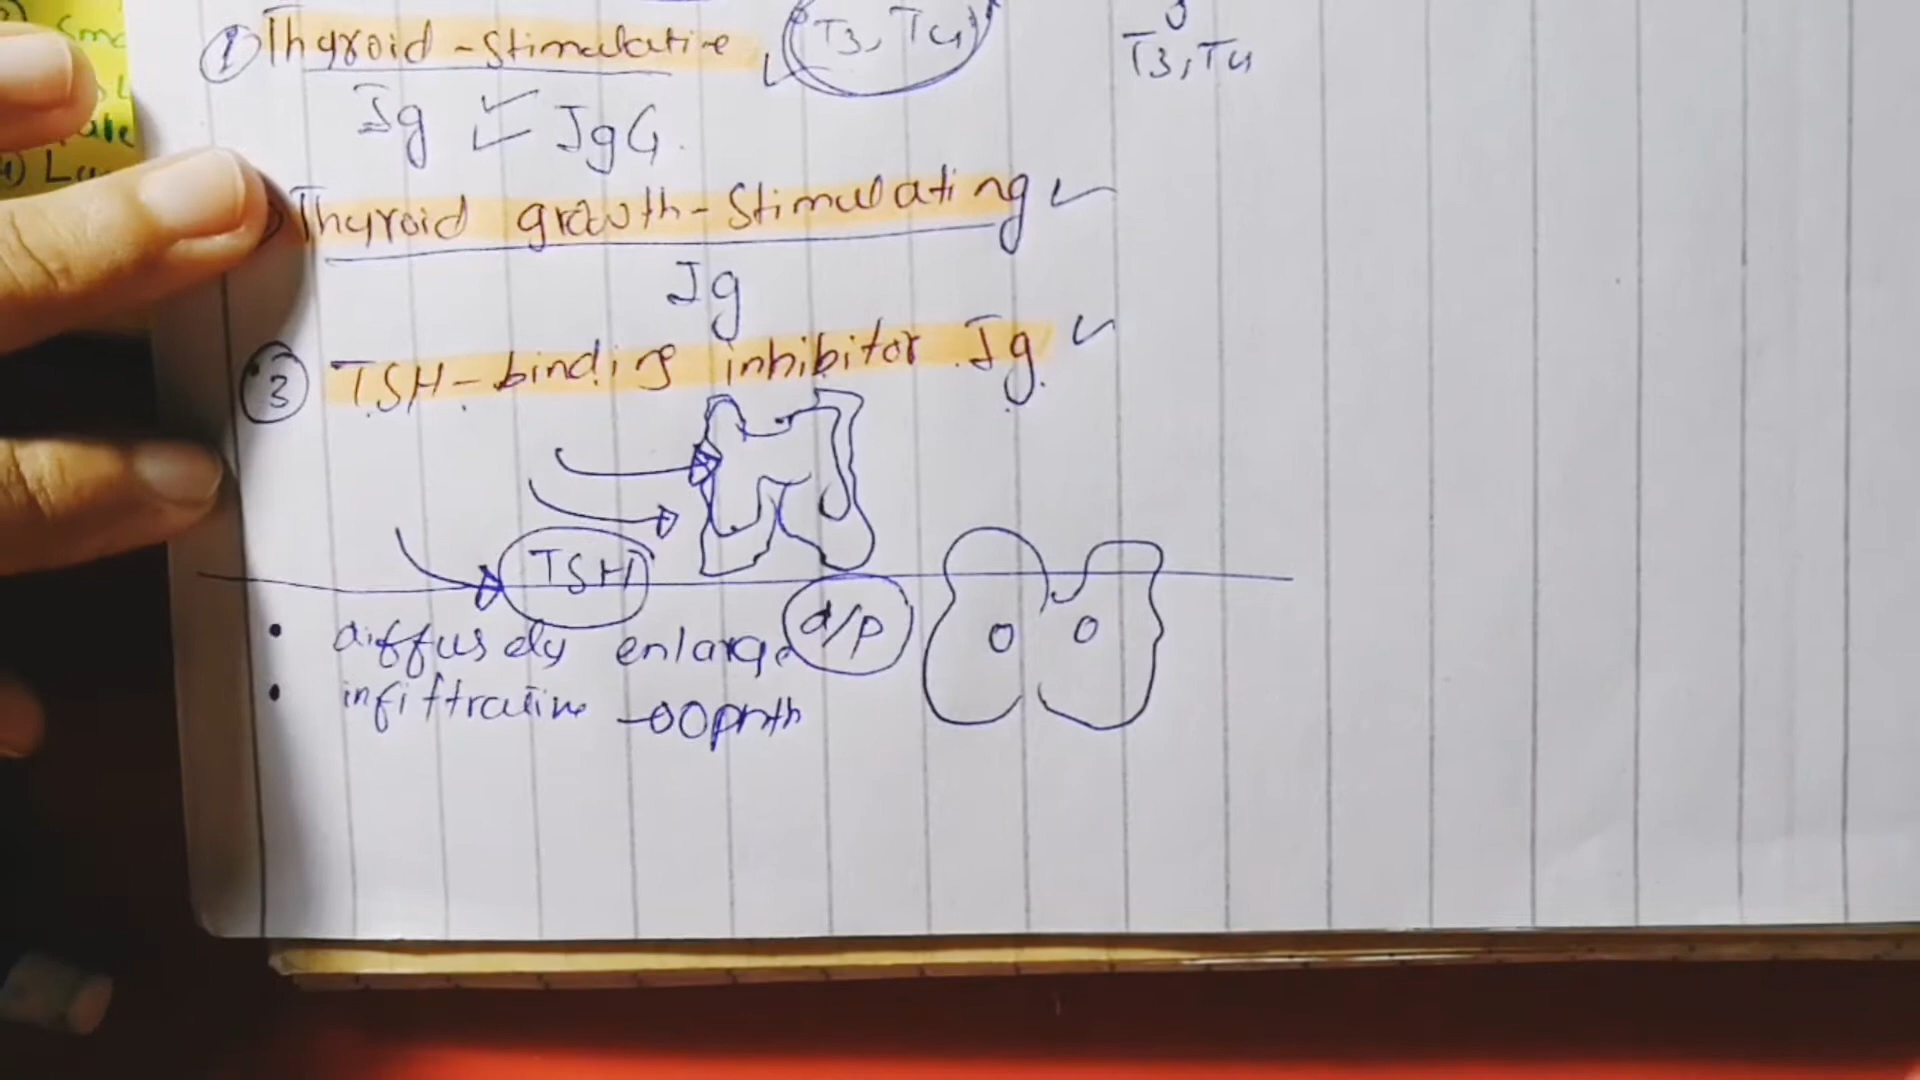 ① Thyroid-Stimulative T3, T4
T3, T4
Ig IgG.
Thyroid growth-Stimulating
Ig
③ TSH-binding inhibitor Ig.
TSH
• diffusely enlarge d/p
• infiltrative